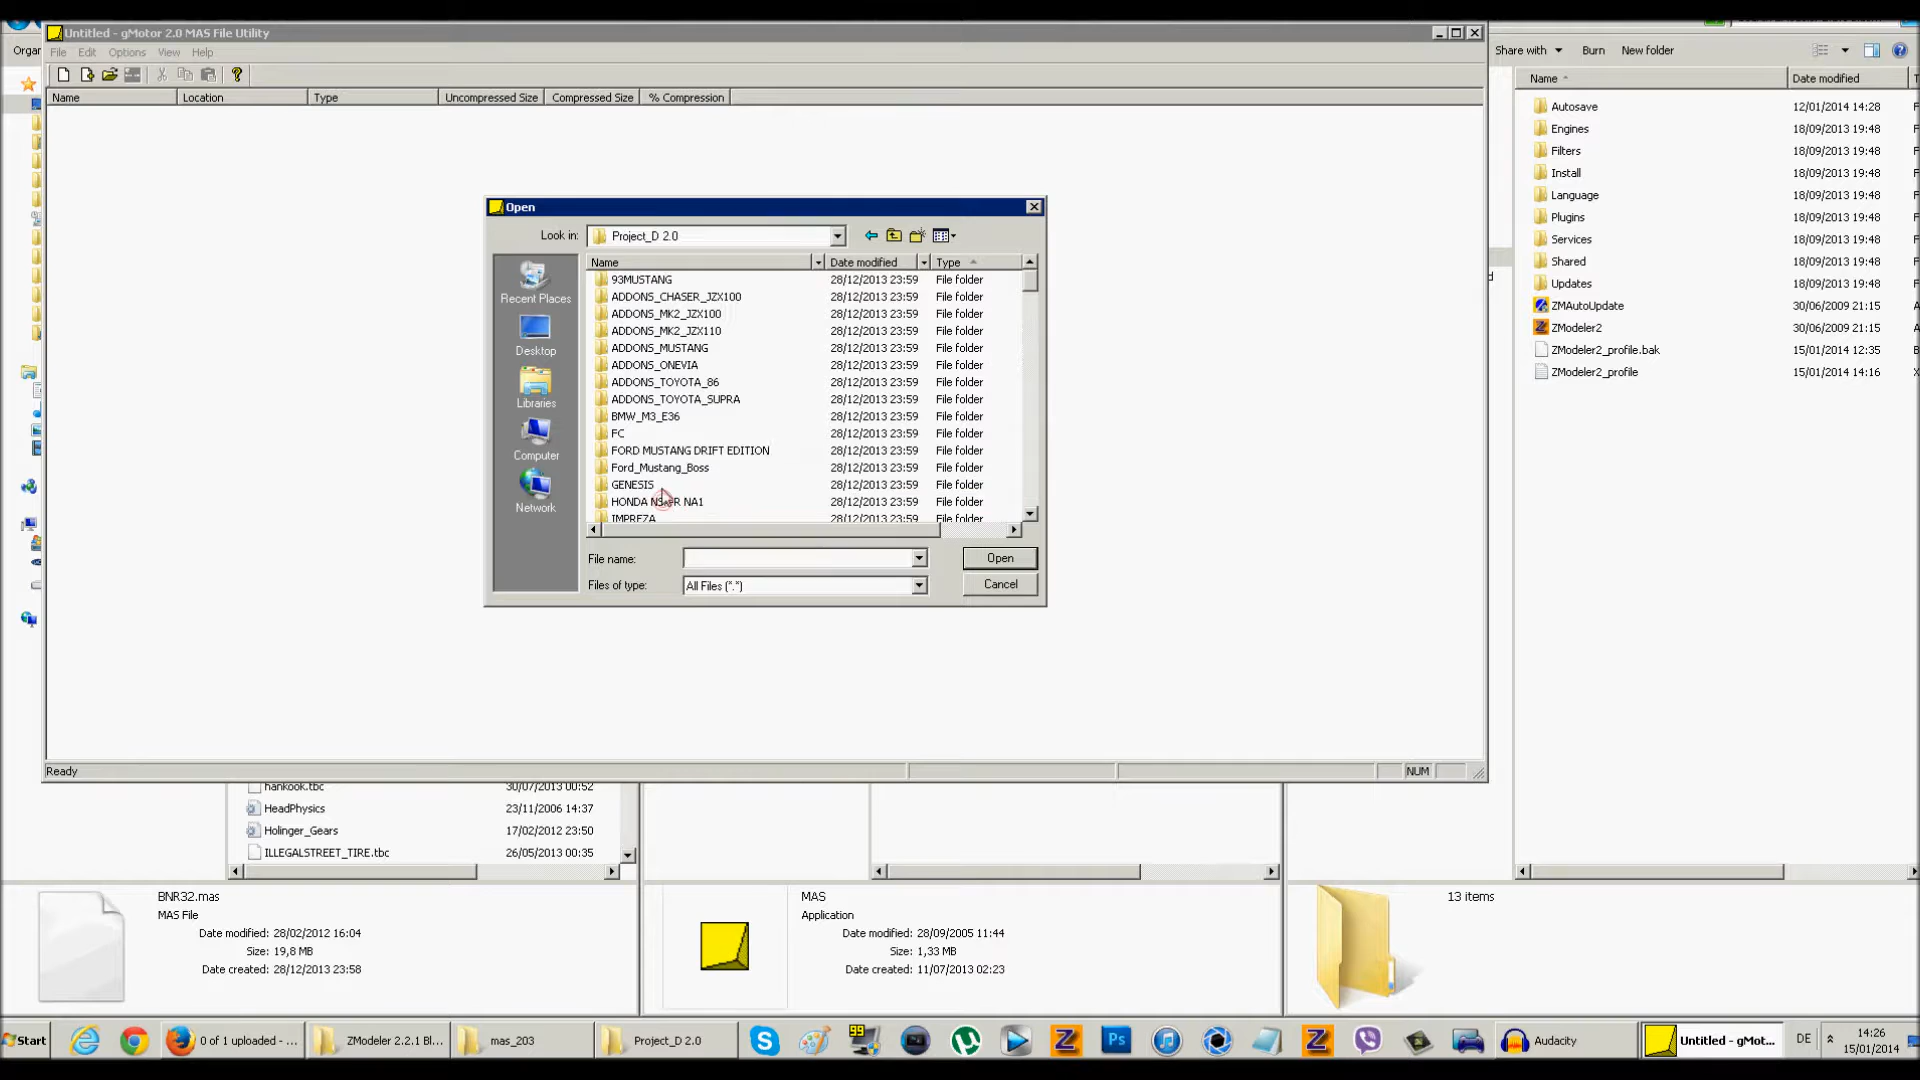 Untitled - gMotor 2.0 MAS File Utility
File Edit Options View Help
Name Location Type Uncompressed Size Compressed Size % Compression
Organ
Share with Burn New folder
Name Date modified
Autosave 12/01/2014 14:28
Engines 18/09/2013 19:48
Filters 18/09/2013 19:48
Install 18/09/2013 19:48
Language 18/09/2013 19:48
Plugins 18/09/2013 19:48
Services 18/09/2013 19:48
Shared 18/09/2013 19:48
Updates 18/09/2013 19:48
ZMAutoUpdate 30/06/2009 21:15
ZModeler2 30/06/2009 21:15
ZModeler2_profile.bak 15/01/2014 12:35
ZModeler2_profile 15/01/2014 14:16
Open
Look in: Project_D 2.0
Name Date modified Type
93MUSTANG 28/12/2013 23:59 File folder
ADDONS_CHASER_JZX100 28/12/2013 23:59 File folder
ADDONS_MK2_JZX100 28/12/2013 23:59 File folder
ADDONS_MK2_JZX110 28/12/2013 23:59 File folder
ADDONS_MUSTANG 28/12/2013 23:59 File folder
ADDONS_ONEVIA 28/12/2013 23:59 File folder
ADDONS_TOYOTA_86 28/12/2013 23:59 File folder
ADDONS_TOYOTA_SUPRA 28/12/2013 23:59 File folder
BMW_M3_E36 28/12/2013 23:59 File folder
FC 28/12/2013 23:59 File folder
FORD MUSTANG DRIFT EDITION 28/12/2013 23:59 File folder
Ford_Mustang_Boss 28/12/2013 23:59 File folder
GENESIS 28/12/2013 23:59 File folder
HONDA NSXR NA1 28/12/2013 23:59 File folder
IMPREZA 28/12/2013 23:59 File folder
Recent Places
Desktop
Libraries
Computer
Network
File name: Open
Files of type: All Files (*.*) Cancel
Ready NUM
hankook.tbc 30/07/2013 00:52
HeadPhysics 23/11/2006 14:37
Holinger_Gears 17/02/2012 23:50
ILLEGALSTREET_TIRE.tbc 26/05/2013 00:35
BNR32.mas
MAS File
Date modified: 28/02/2012 16:04
Size: 19,8 MB
Date created: 28/12/2013 23:58
MAS
Application
Date modified: 28/09/2005 11:44
Size: 1,33 MB
Date created: 11/07/2013 02:23
13 items
Start 0 of 1 uploaded - ... ZModeler 2.2.1 Bl... mas_203 Project_D 2.0 99 Ps Audacity Untitled - gMot... DE 14:26
15/01/2014